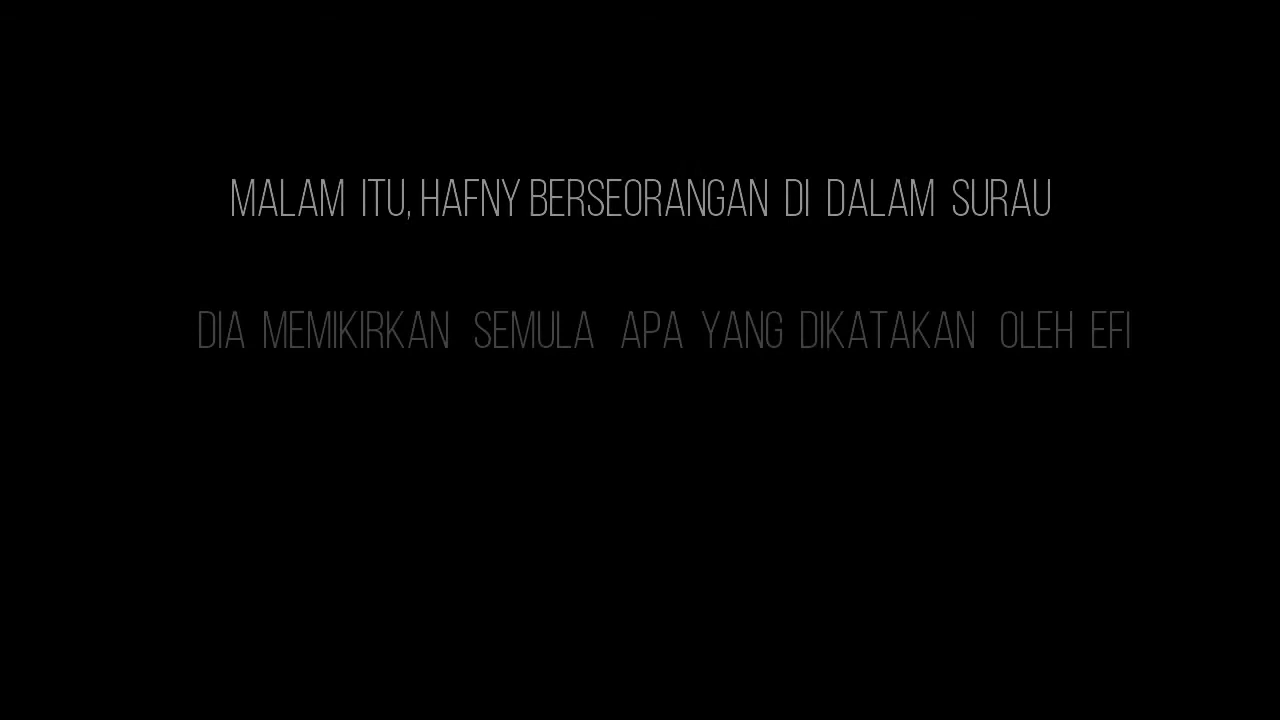 MALAM ITU, HAFNY BERSEORANGAN DI DALAM SURAU
DIA MEMIKIRKAN SEMULA APA YANG DIKATAKAN OLEH EFI